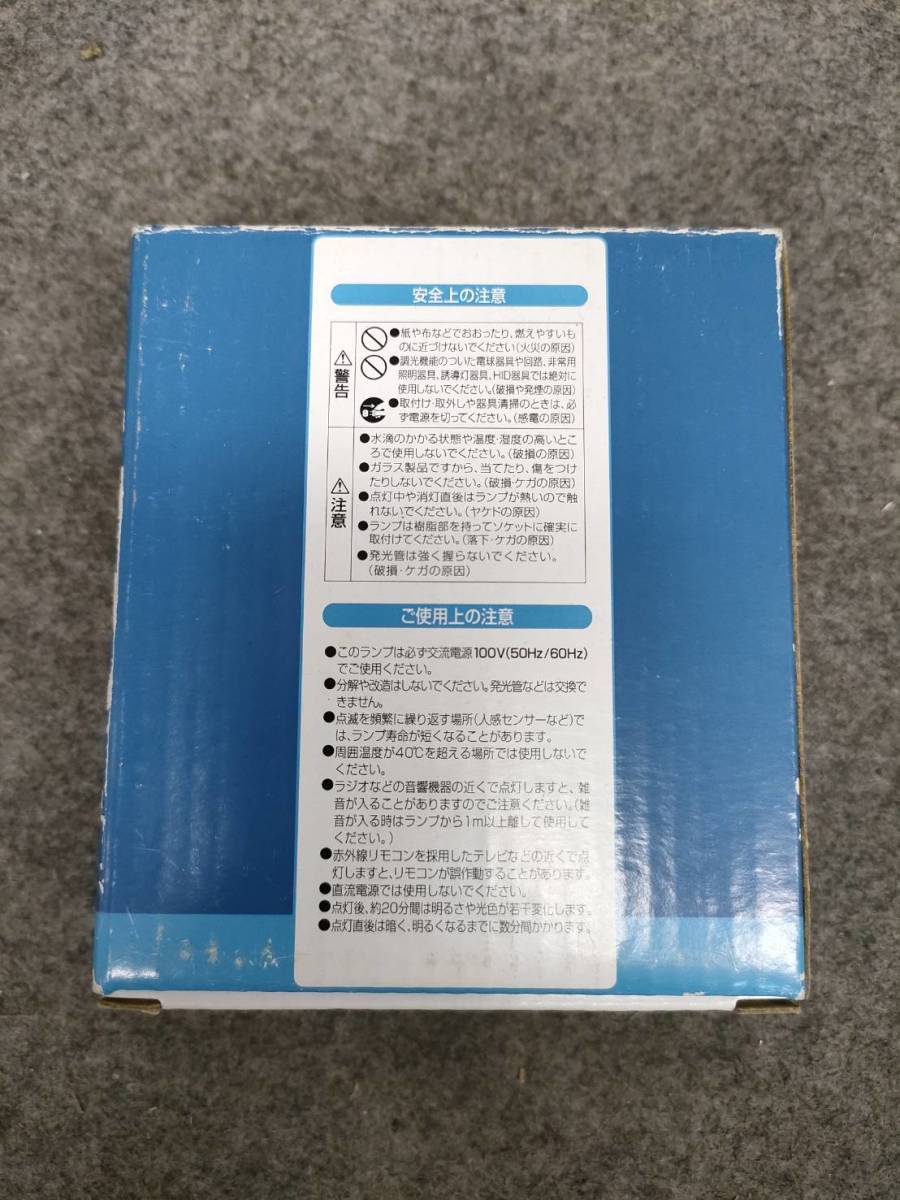 安全上の注意
⚠警告
●紙や布などでおおったり、燃えやすいも
のに近づけないでください(火災の原因)
●調光機能のついた電球器具や回路、非常用
照明器具、誘導灯器具、HID器具では絶対に
使用しないでください。(破損や発煙の原因)
●取付け・取外しや器具清掃のときは、必
ず電源を切ってください。(感電の原因)
⚠注意
●水滴のかかる状態や温度・湿度の高いとこ
ろで使用しないでください。(破損の原因)
●ガラス製品ですから、当てたり、傷をつけ
たりしないでください。(破損・ケガの原因)
●点灯中や消灯直後はランプが熱いので触
れないでください。(ヤケドの原因)
●ランプは樹脂部を持ってソケットに確実に
取付けてください。(落下・ケガの原因)
●発光管は強く握らないでください。
(破損・ケガの原因)
ご使用上の注意
●このランプは必ず交流電源100V(50Hz/60Hz)
でご使用ください。
●分解や改造はしないでください。発光管などは交換で
きません。
●点滅を頻繁に繰り返す場所(人感センサーなど)で
は、ランプ寿命が短くなることがあります。
●周囲温度が40℃を超える場所では使用しないで
ください。
●ラジオなどの音響機器の近くで点灯しますと、雑
音が入ることがありますのでご注意ください。(雑
音が入る時はランプから1m以上離して使用して
ください。)
●赤外線リモコンを採用したテレビなどの近くで点
灯しますと、リモコンが誤作動することがあります。
●直流電源では使用しないでください。
●点灯後、約20分間は明るさや光色が若干変化します。
●点灯直後は暗く、明るくなるまでに数分間かかります。